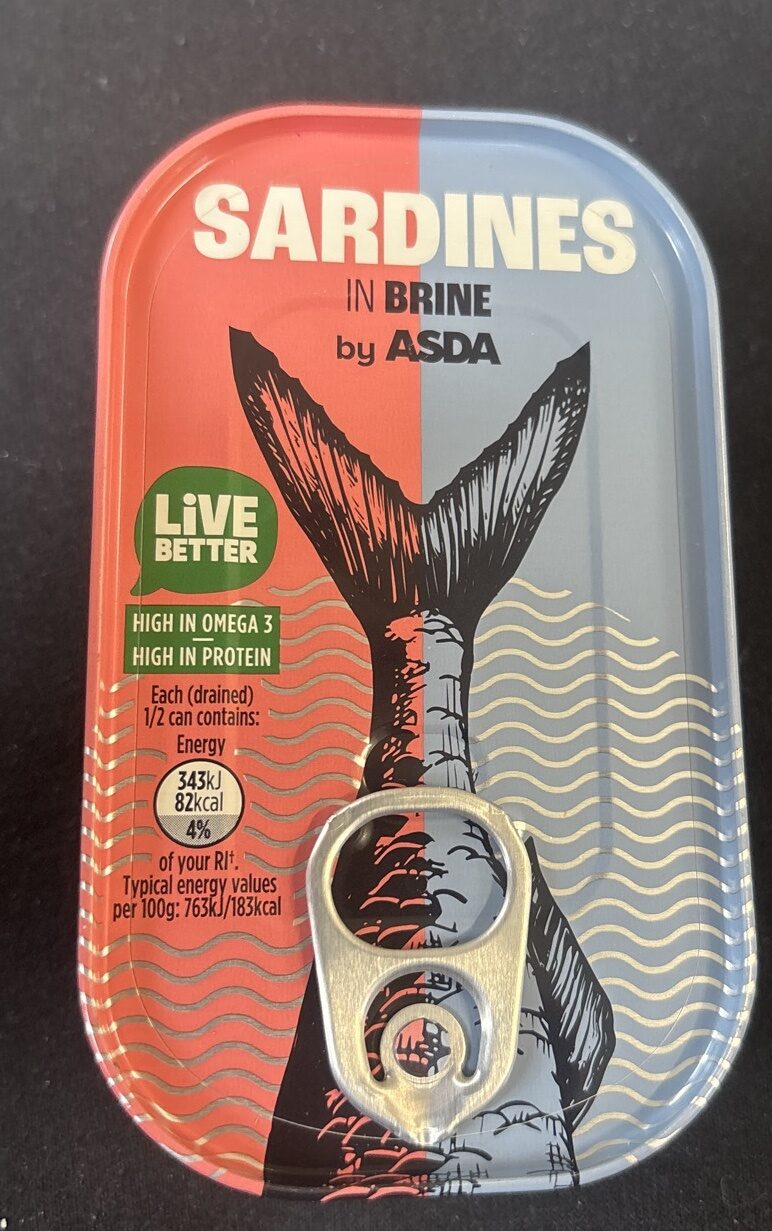 SARDINES
IN BRINE
by ASDA
LiVE
BETTER
HIGH IN OMEGA 3
HIGH IN PROTEIN
Each (drained)
1/2 can contains:
Energy
343kJ
82kcal
4%
of your RI†.
Typical energy values
per 100g: 763kJ/183kcal